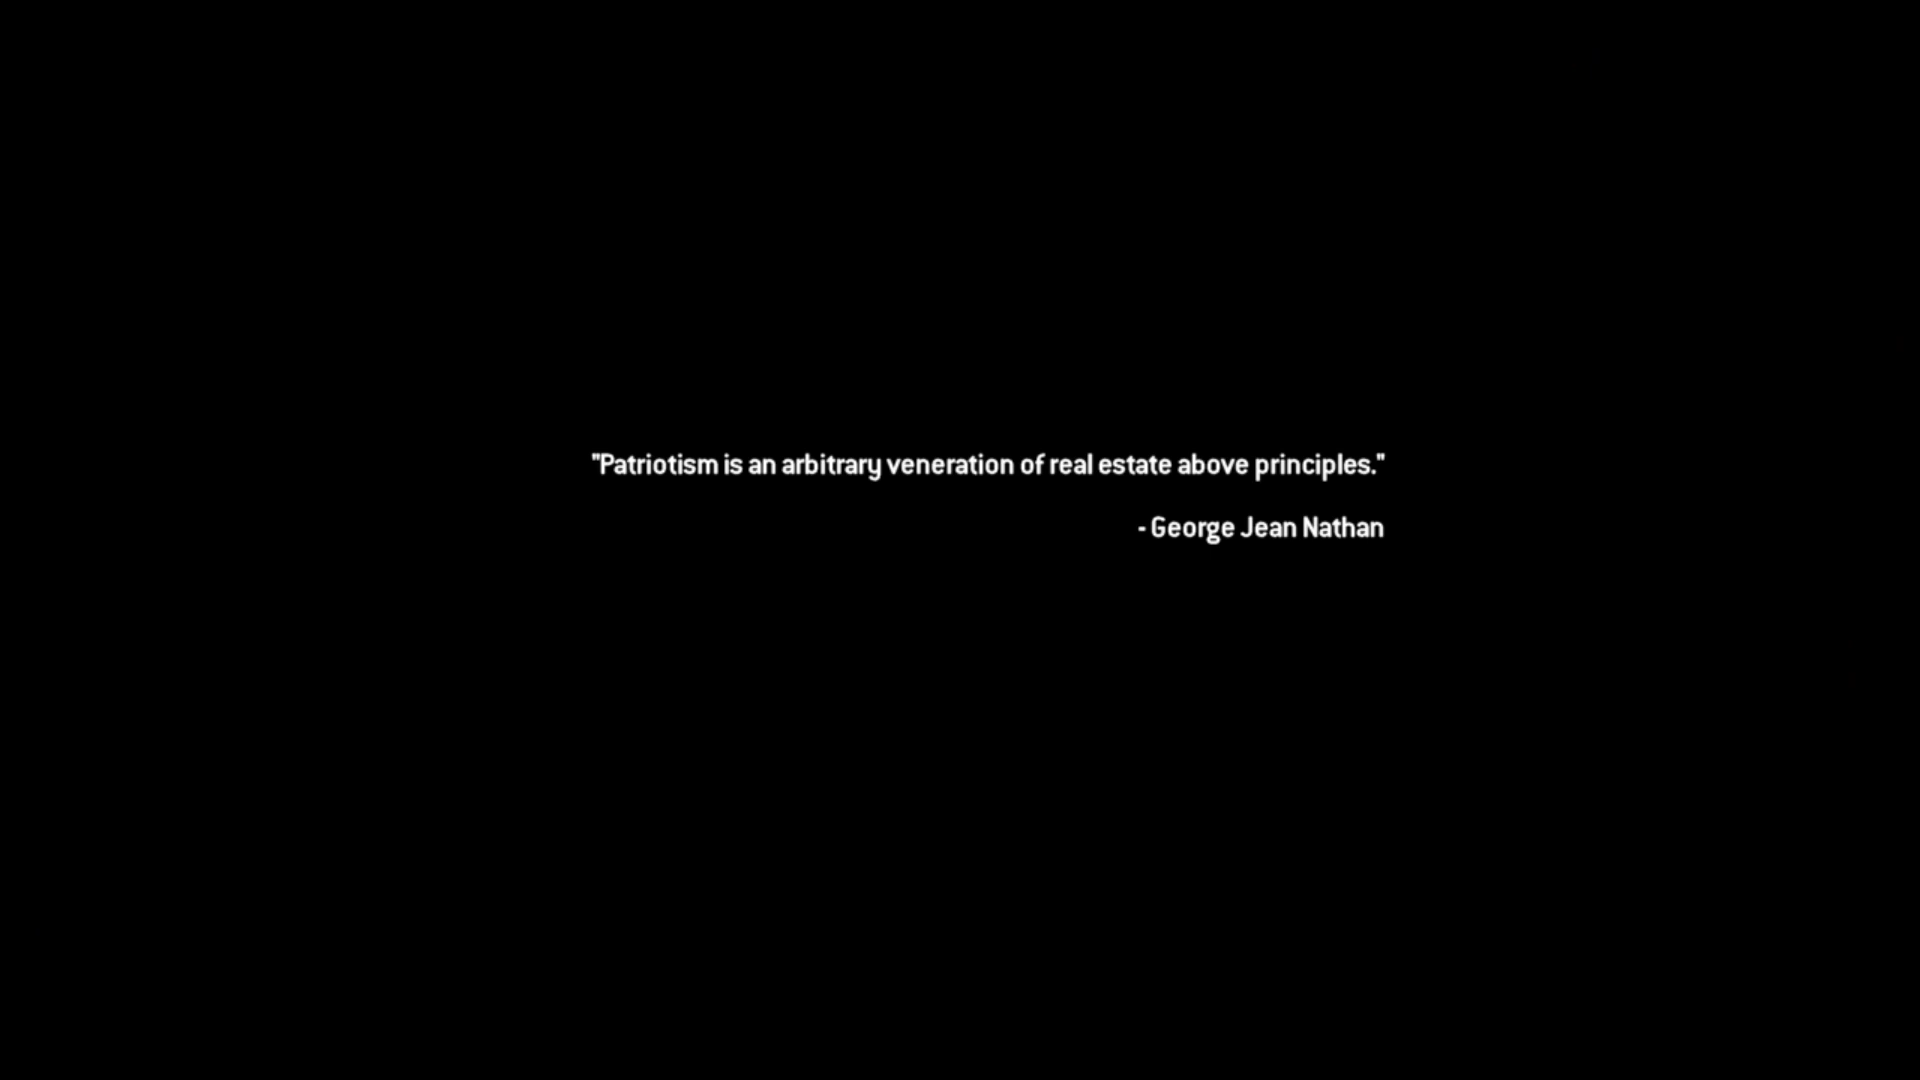 "Patriotism is an arbitrary veneration of real estate above principles."
- George Jean Nathan